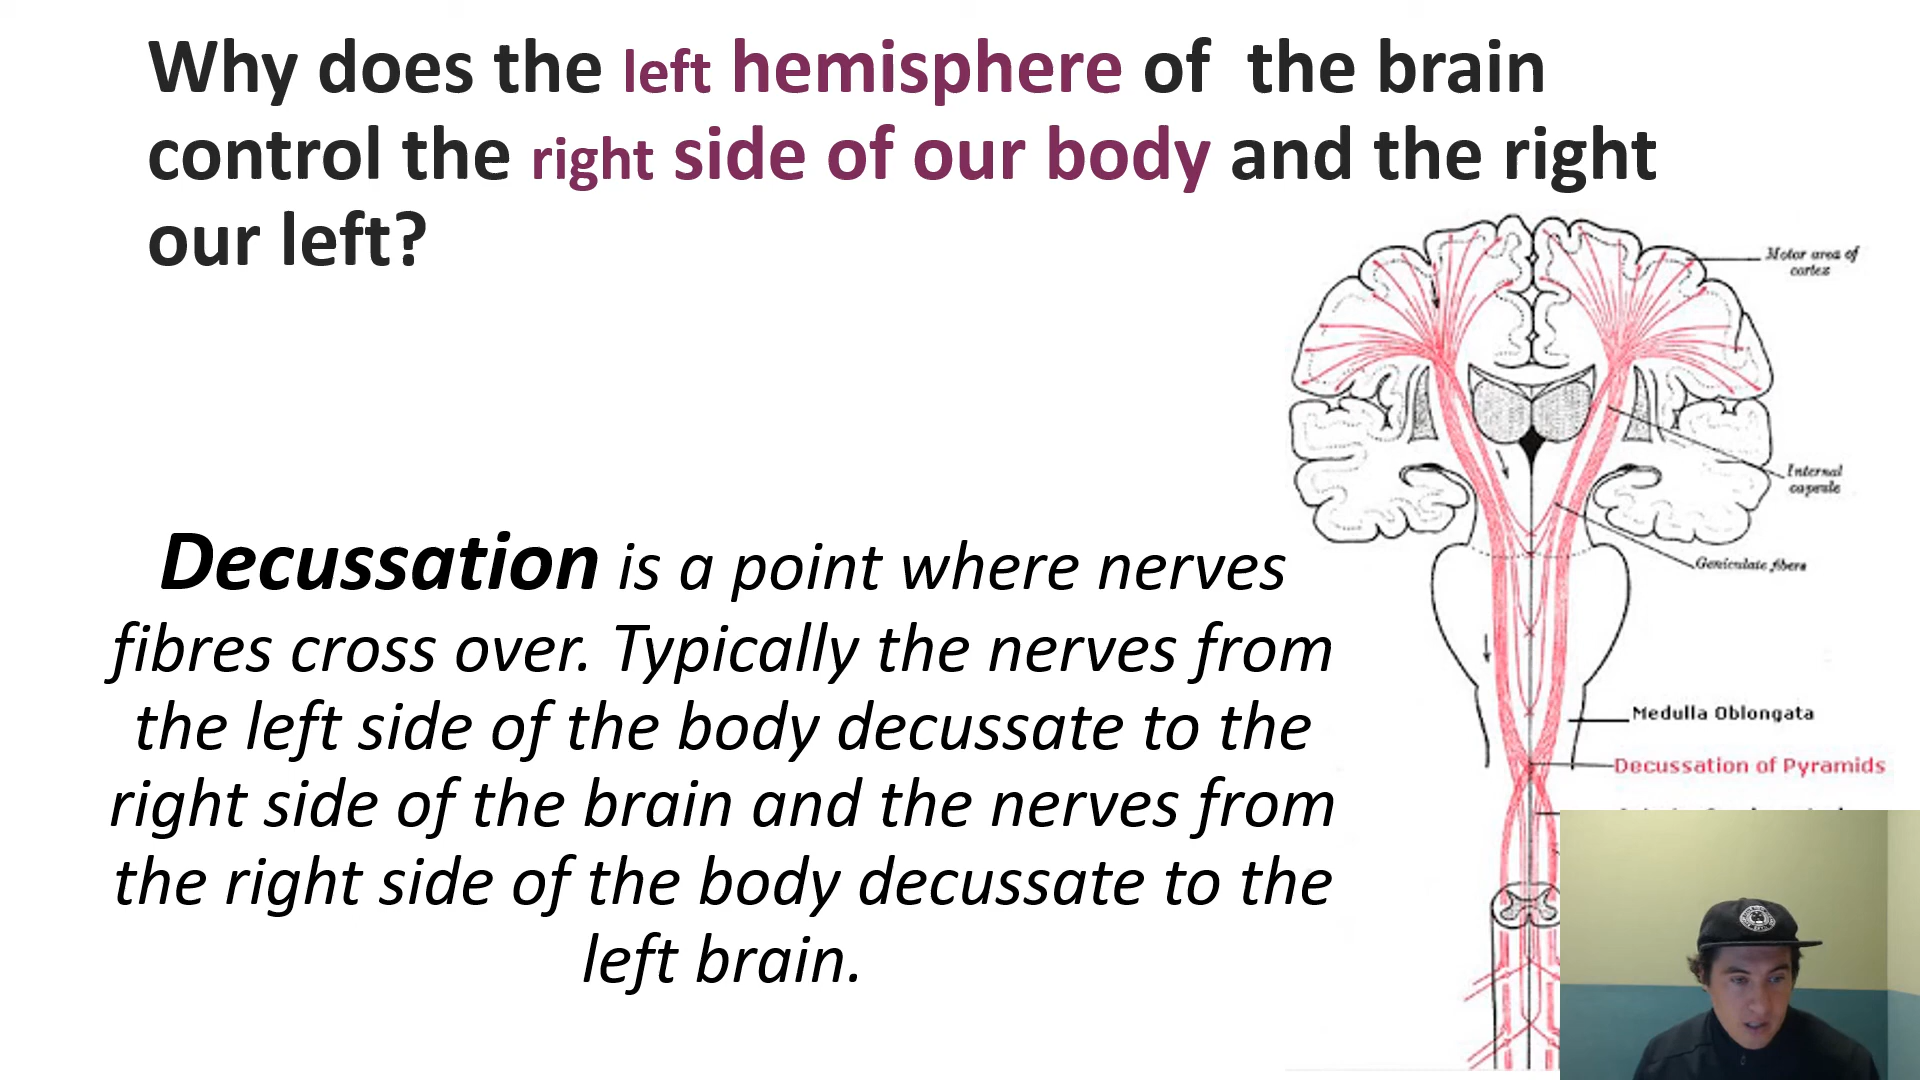 Why does the left hemisphere of the brain
control the right side of our body and the right
our left?
Motor area of
cortex
Internal
capsule
Geniculate fibers
Decussation is a point where nerves
fibres cross over. Typically the nerves from
the left side of the body decussate to the
right side of the brain and the nerves from
the right side of the body decussate to the
left brain.
Medulla Oblongata
Decussation of Pyramids